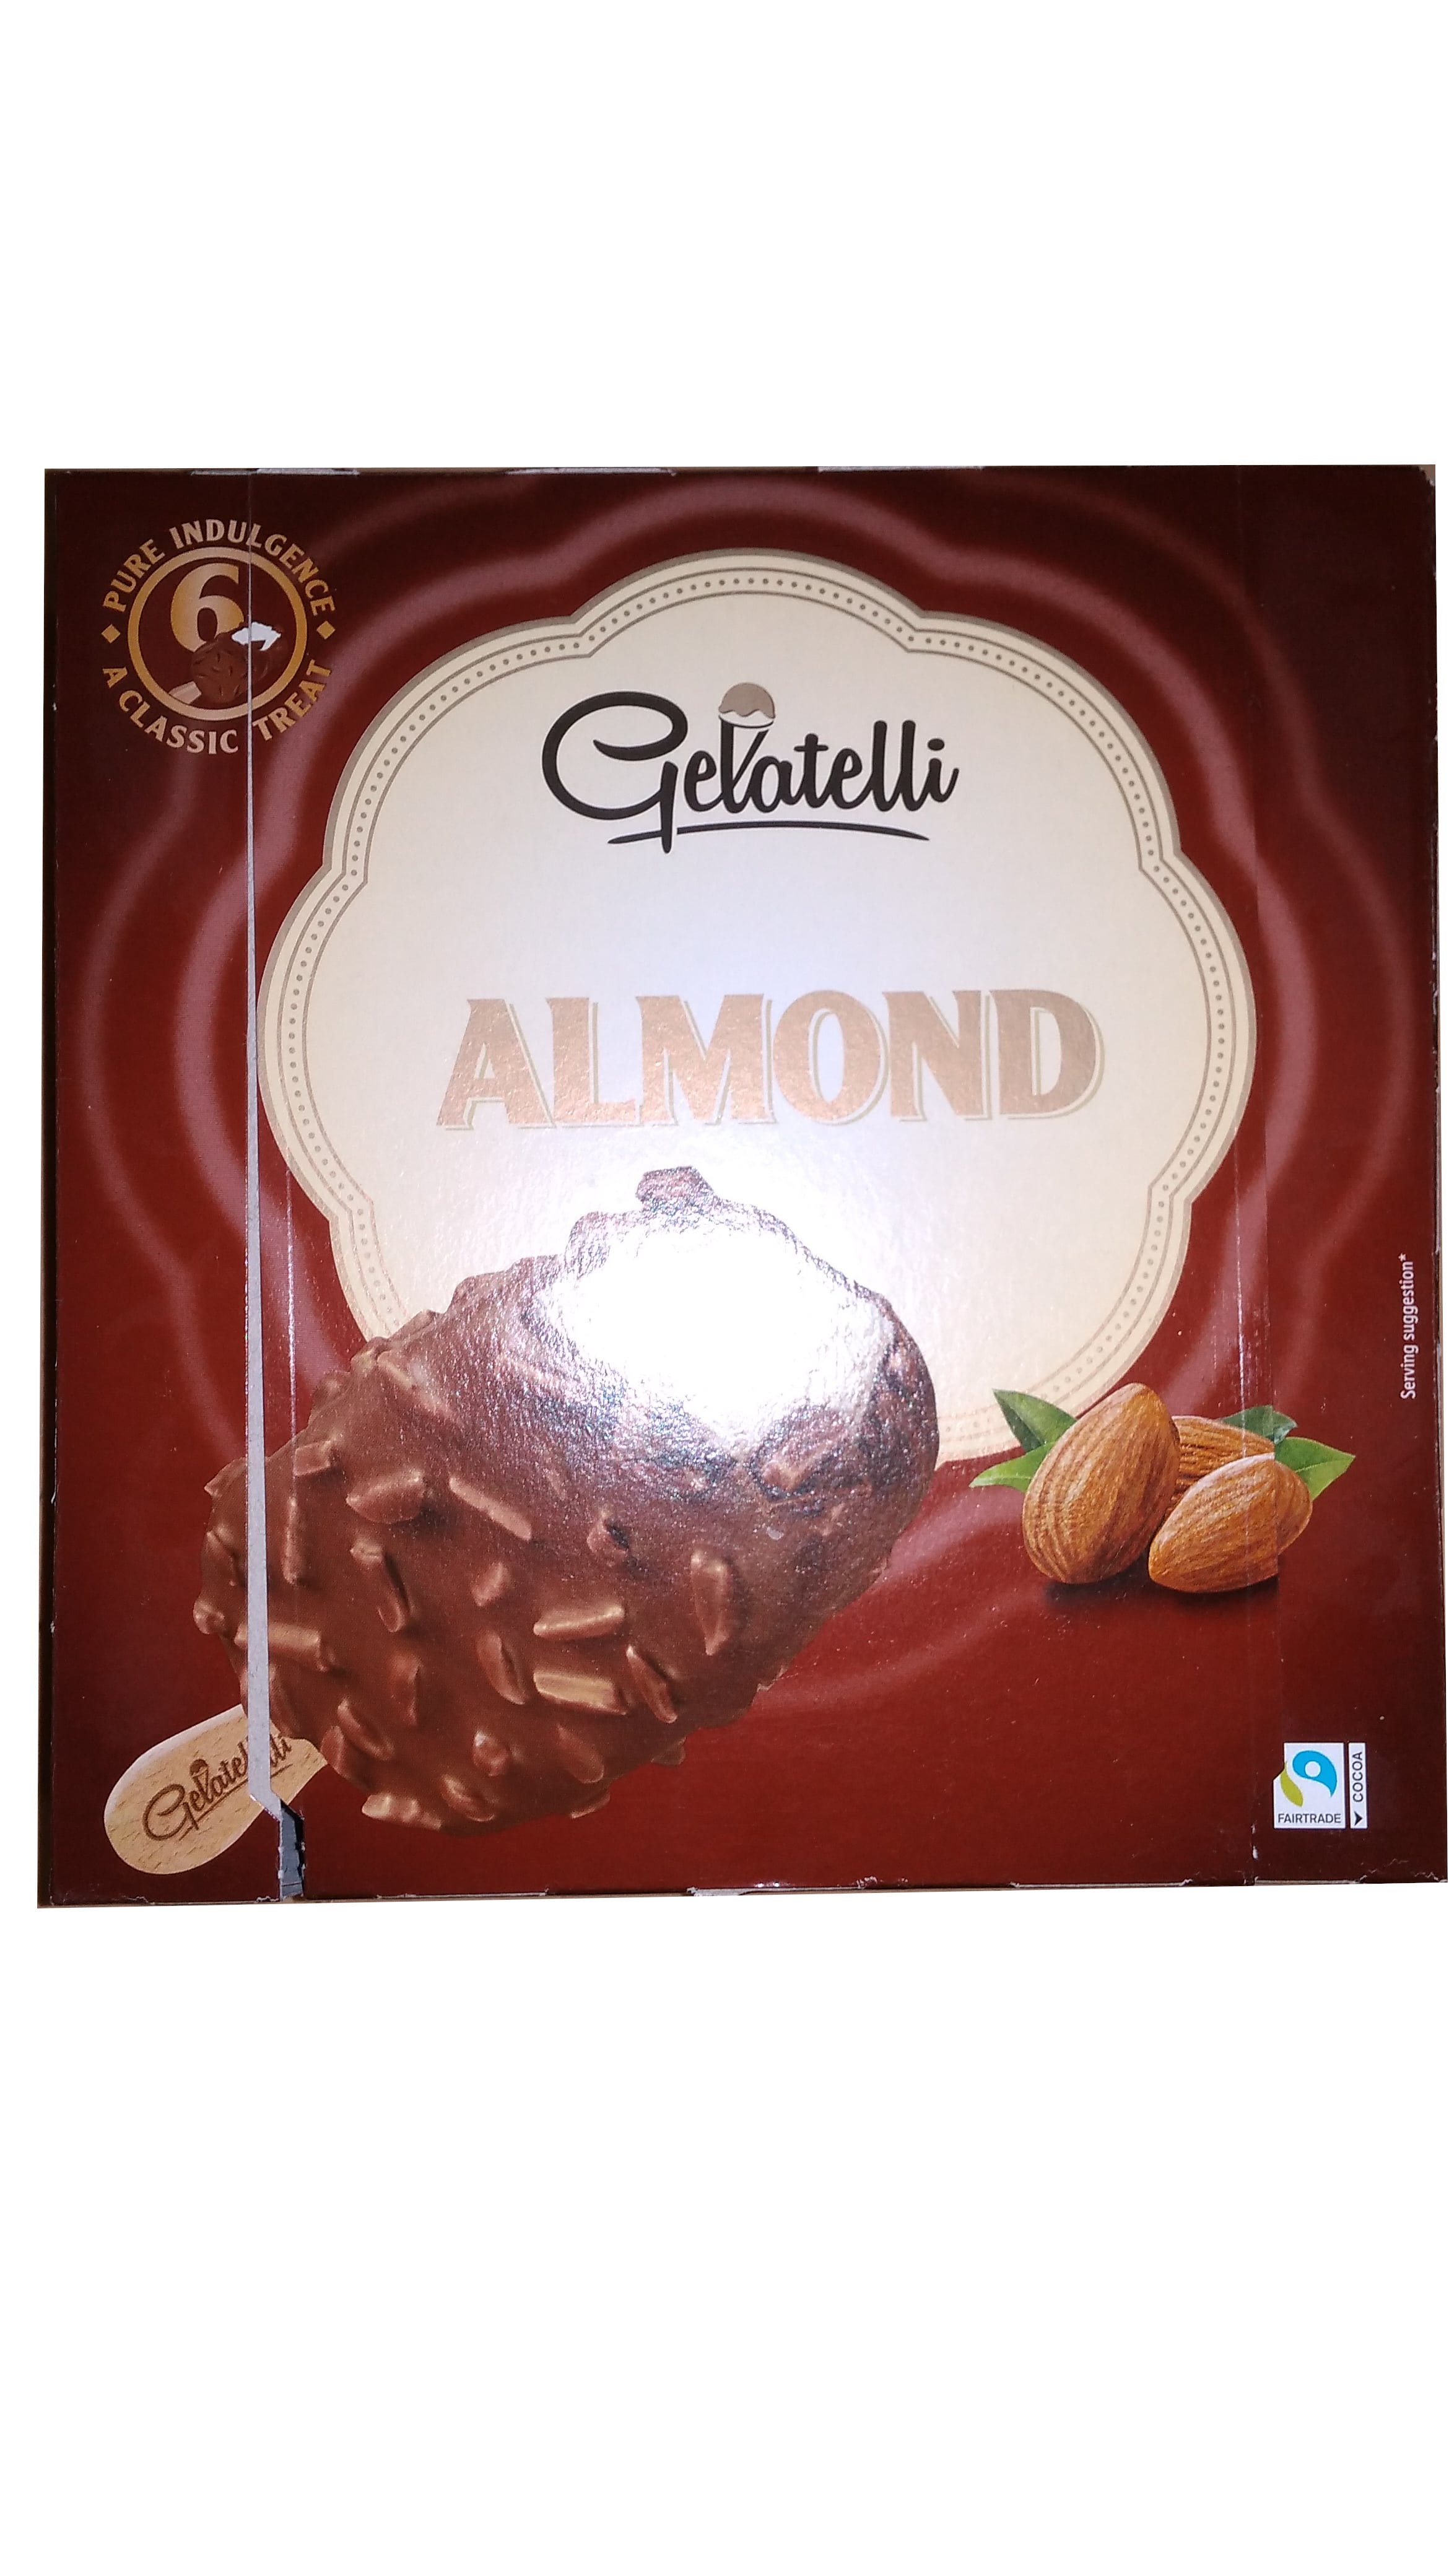 PURE INDULGENCE
6
A CLASSIC TREAT
Gelatelli
ALMOND
Serving suggestion*
Gelatelli
FAIRTRADE
COCOA